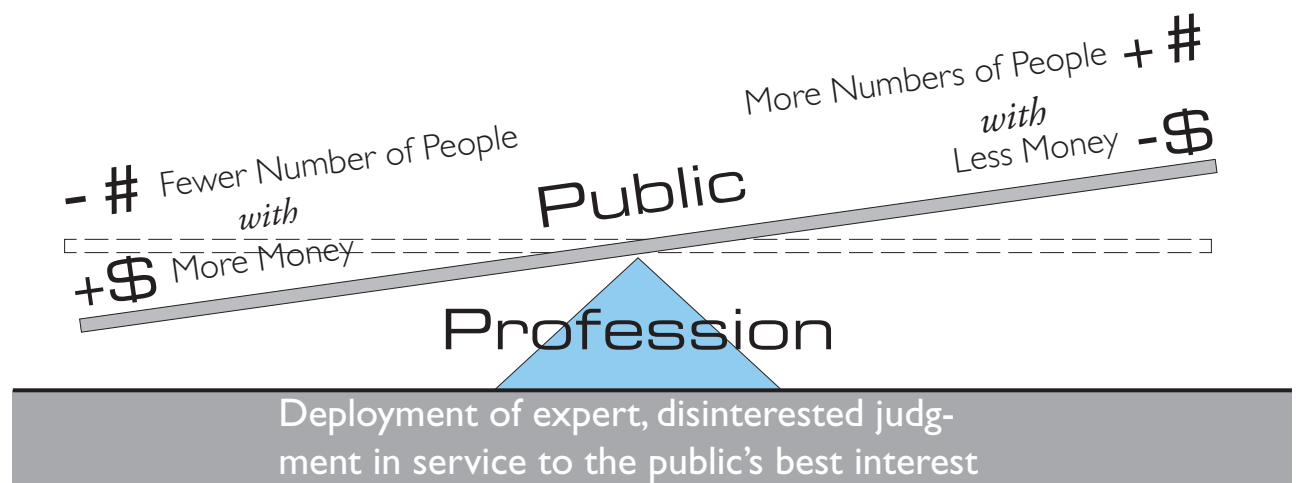 - # Fewer Number of People
with
+$ More Money
More Numbers of People + #
with
Less Money -$
Public
Profession
Deployment of expert, disinterested judg-
ment in service to the public's best interest